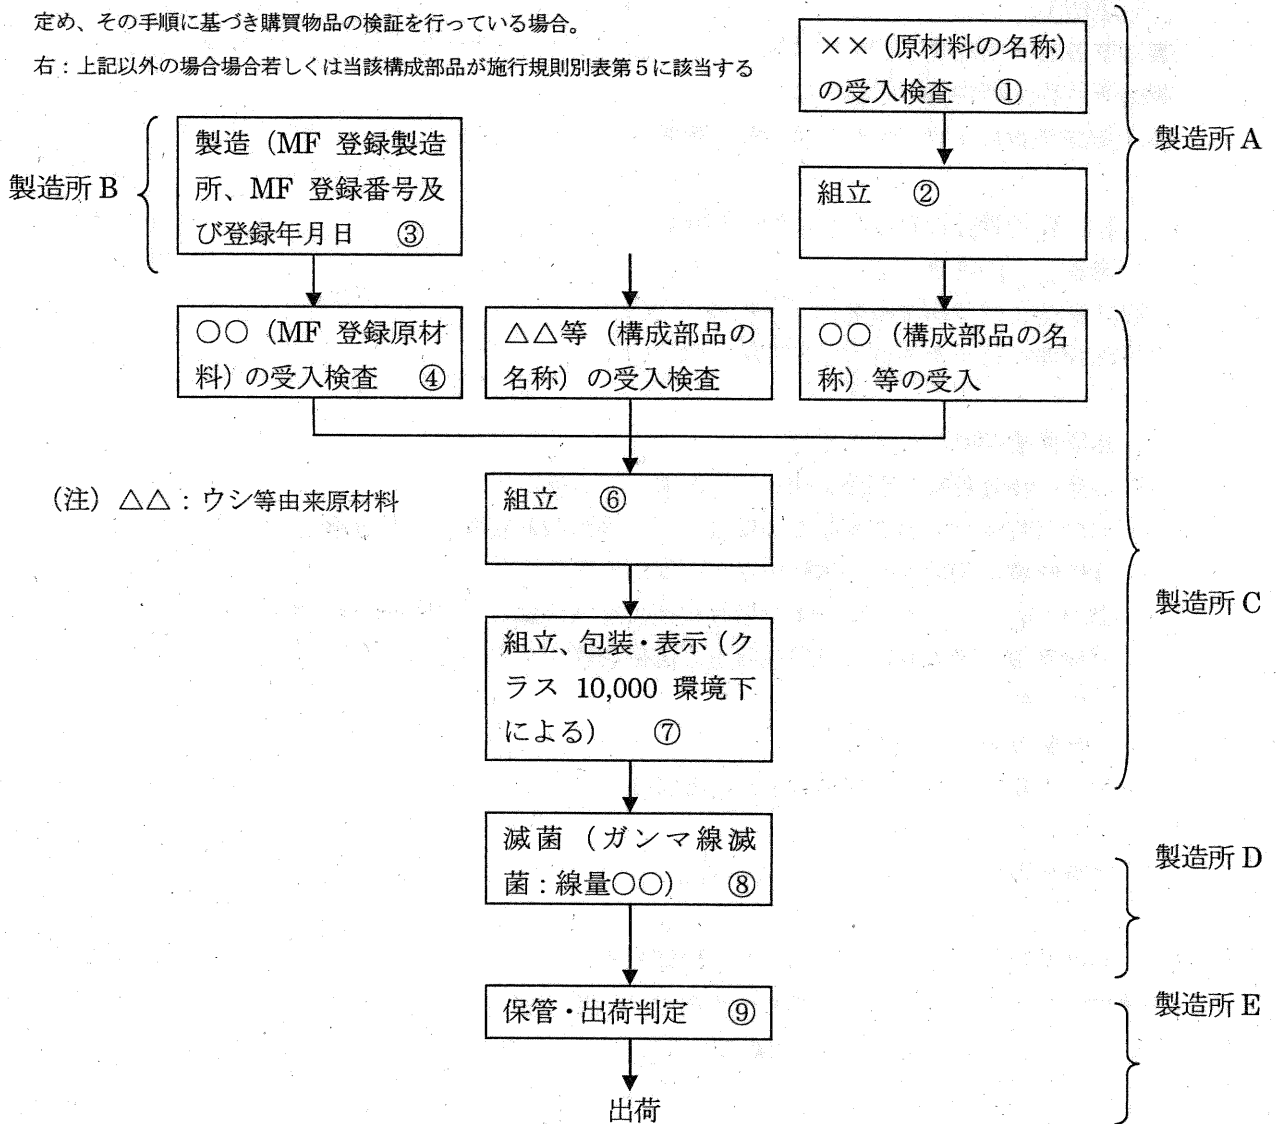 定め、その手順に基づき購買物品の検証を行っている場合。
右：上記以外の場合場合若しくは当該構成部品が施行規則別表第５に該当する
××（原材料の名称）
の受入検査　①
製造所 A
組立　②
製造所 B
製造（MF 登録製造
所、MF 登録番号及
び登録年月日　③
○○（MF 登録原材
料）の受入検査　④
△△等（構成部品の
名称）の受入検査
○○（構成部品の名
称）等の受入
（注）△△：ウシ等由来原材料
組立　⑥
組立、包装・表示（ク
ラス 10,000 環境下
による）　⑦
製造所 C
滅菌（ガンマ線滅
菌：線量○○）　⑧
製造所 D
保管・出荷判定　⑨
製造所 E
出荷